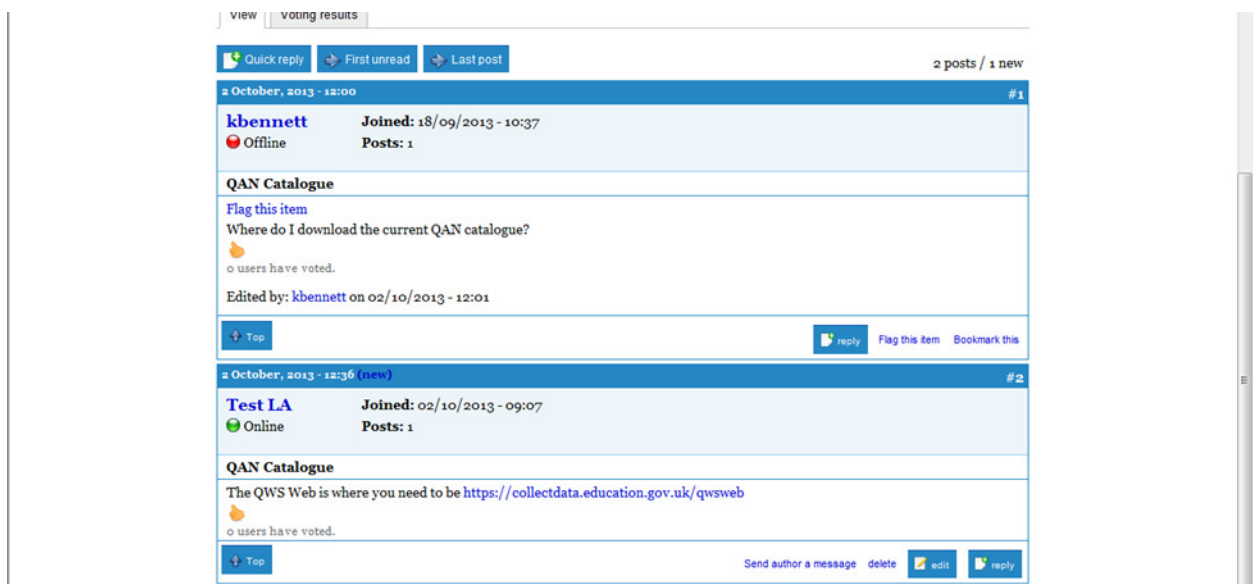 View Voting results
Quick reply First unread Last post
2 posts / 1 new
2 October, 2013 - 12:00 #1
kbennett Joined: 18/09/2013 - 10:37
Offline Posts: 1
QAN Catalogue
Flag this item
Where do I download the current QAN catalogue?
0 users have voted.
Edited by: kbennett on 02/10/2013 - 12:01
Top reply Flag this item Bookmark this
2 October, 2013 - 12:36 (new) #2
Test LA Joined: 02/10/2013 - 09:07
Online Posts: 1
QAN Catalogue
The QWS Web is where you need to be https://collectdata.education.gov.uk/qwsweb
0 users have voted.
Top Send author a message delete edit reply